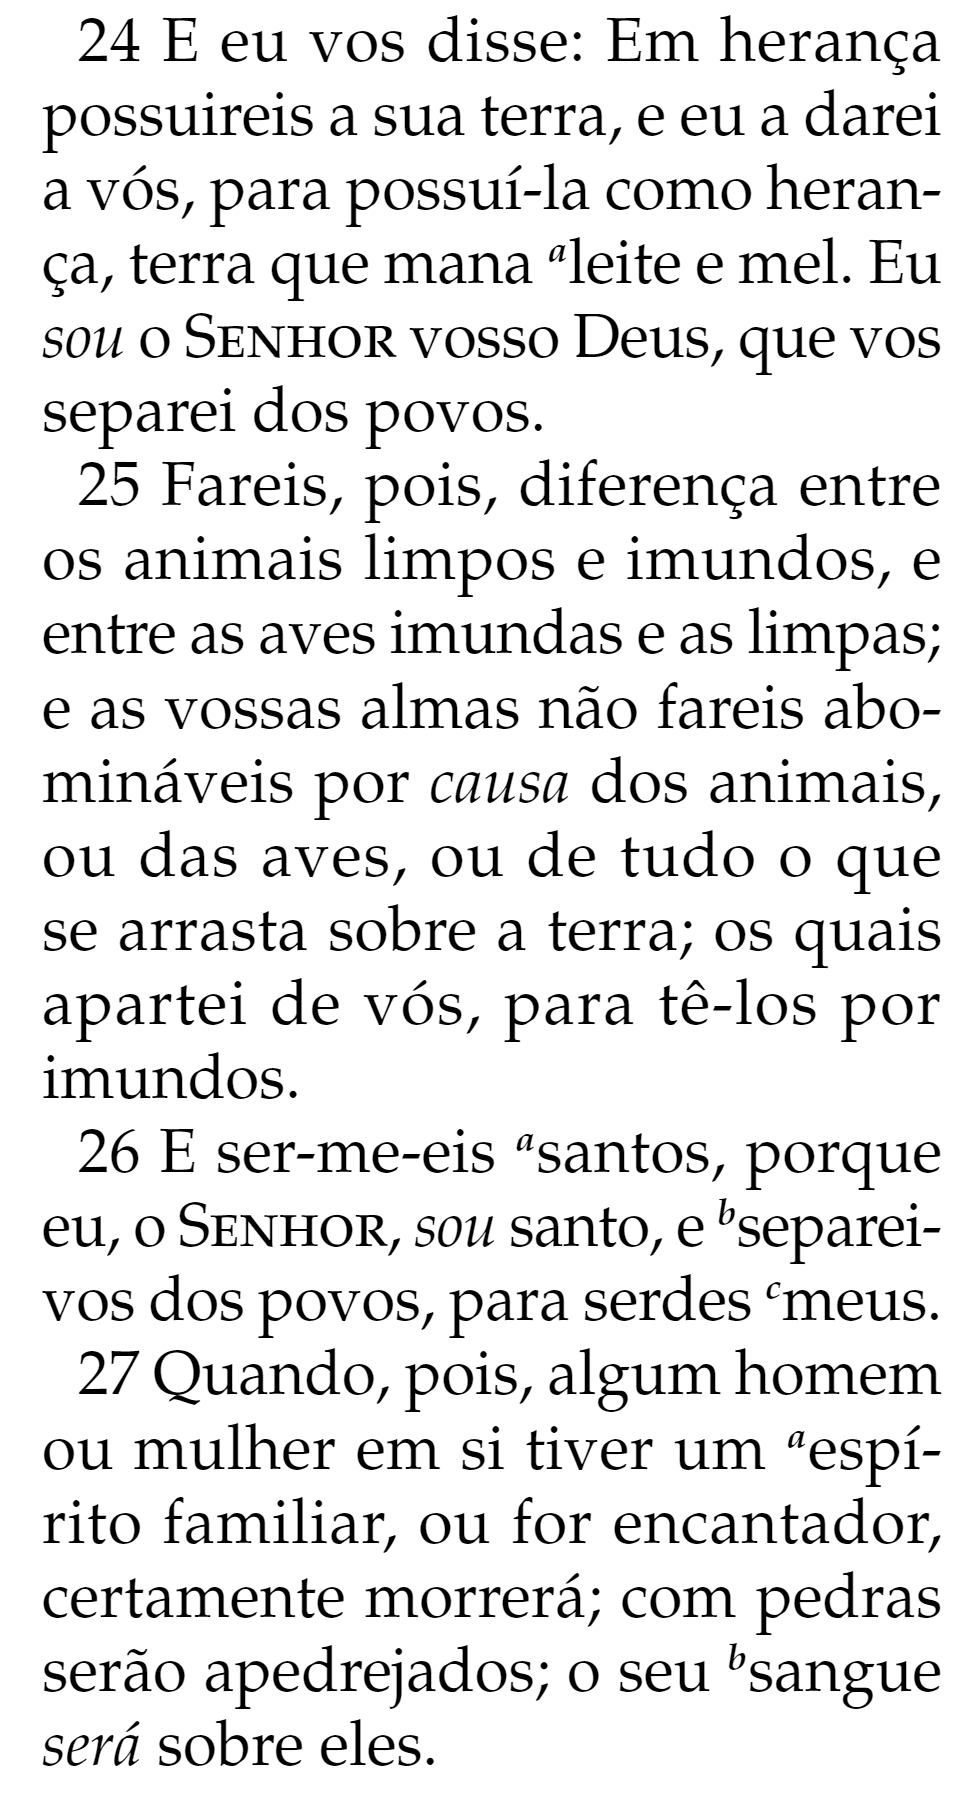 24 E eu vos disse: Em herança
possuireis a sua terra, e eu a darei
a vós, para possuí-la como heran-
ça, terra que mana ᵃleite e mel. Eu
sou o SENHOR vosso Deus, que vos
separei dos povos.
25 Fareis, pois, diferença entre
os animais limpos e imundos, e
entre as aves imundas e as limpas;
e as vossas almas não fareis abo-
mináveis por causa dos animais,
ou das aves, ou de tudo o que
se arrasta sobre a terra; os quais
apartei de vós, para tê-los por
imundos.
26 E ser-me-eis ᵃsantos, porque
eu, o SENHOR, sou santo, e ᵇseparei-
vos dos povos, para serdes ᶜmeus.
27 Quando, pois, algum homem
ou mulher em si tiver um ᵃespí-
rito familiar, ou for encantador,
certamente morrerá; com pedras
serão apedrejados; o seu ᵇsangue
será sobre eles.